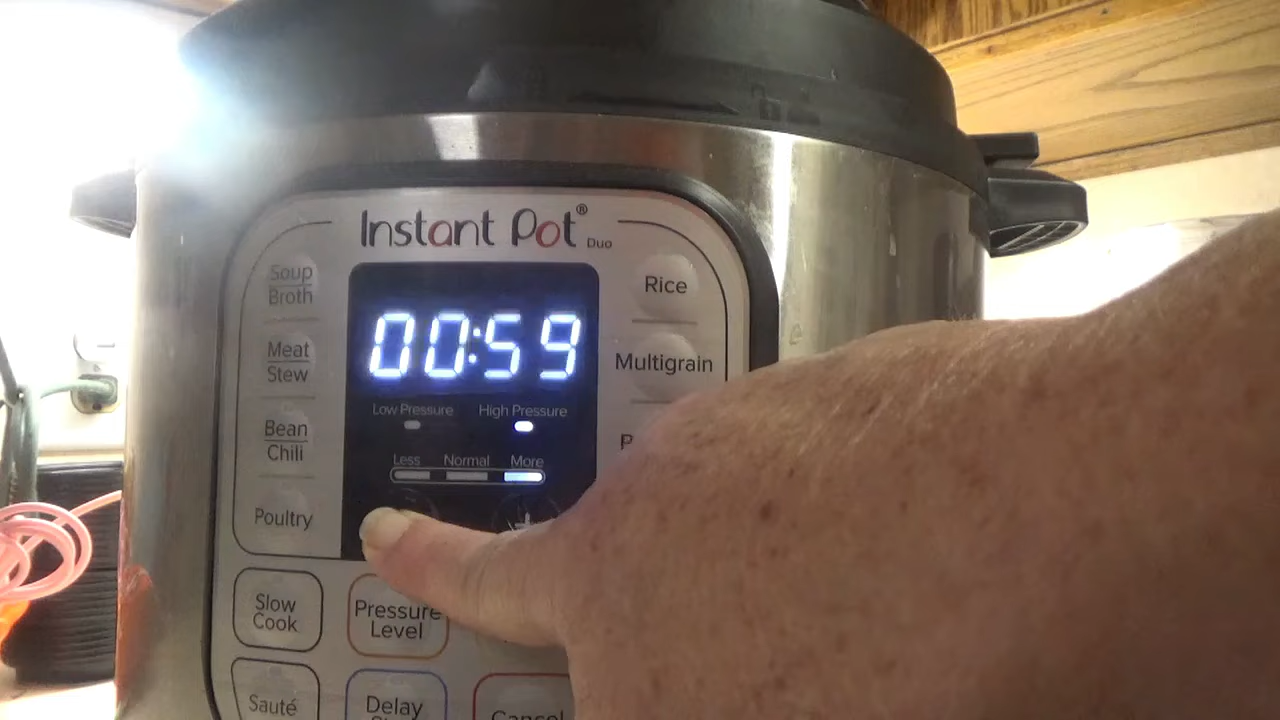 Instant Pot® Duo
Soup
Broth
Meat
Stew
Bean
Chili
Poultry
00:59
Low Pressure High Pressure
Less Normal More
+
Rice
Multigrain
P
Slow
Cook
Pressure
Level
Sauté
Delay
Cancel